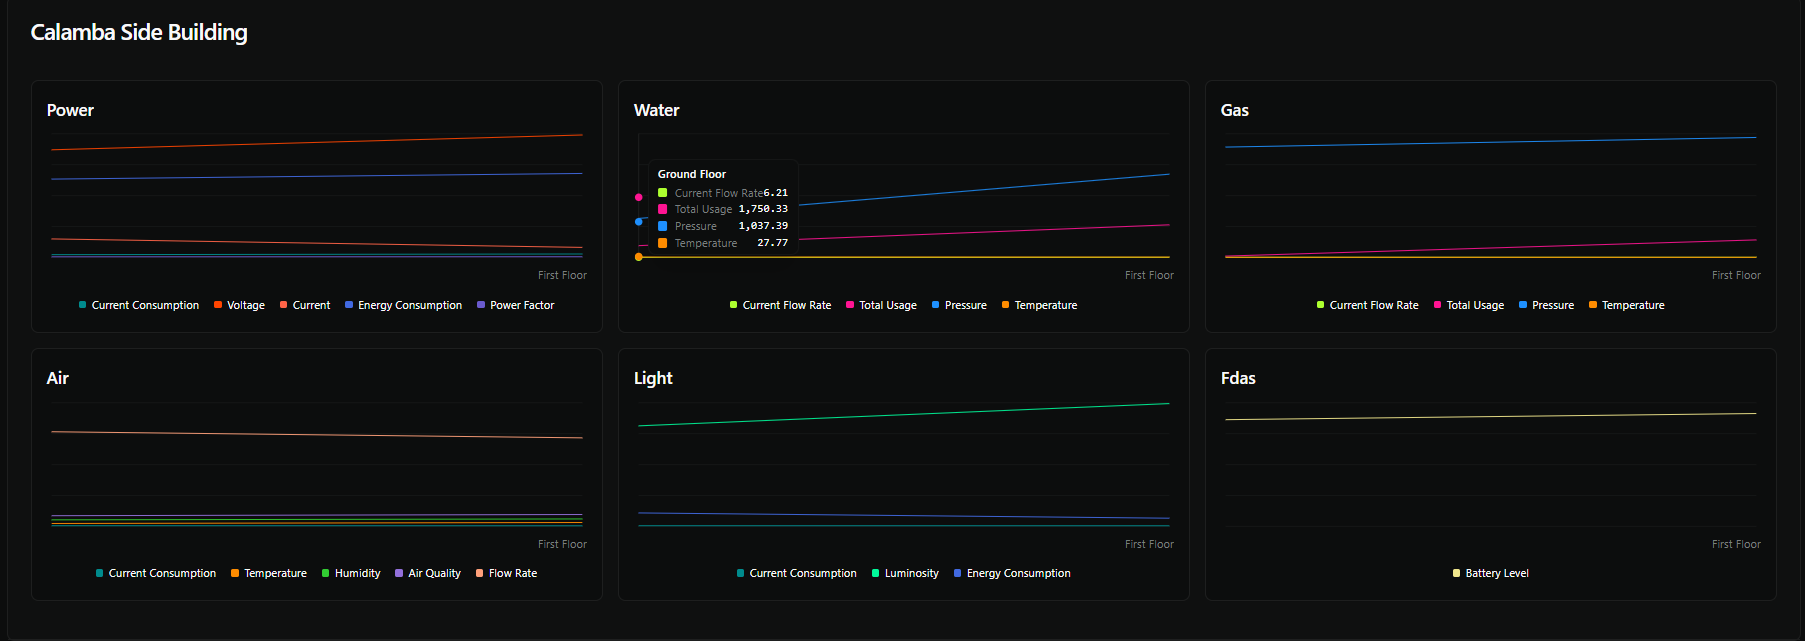 Calamba Side Building
Power
First Floor
Current Consumption Voltage Current Energy Consumption Power Factor
Water
Ground Floor
Current Flow Rate 6.21
Total Usage 1,750.33
Pressure 1,037.39
Temperature 27.77
First Floor
Current Flow Rate Total Usage Pressure Temperature
Gas
First Floor
Current Flow Rate Total Usage Pressure Temperature
Air
First Floor
Current Consumption Temperature Humidity Air Quality Flow Rate
Light
First Floor
Current Consumption Luminosity Energy Consumption
Fdas
First Floor
Battery Level